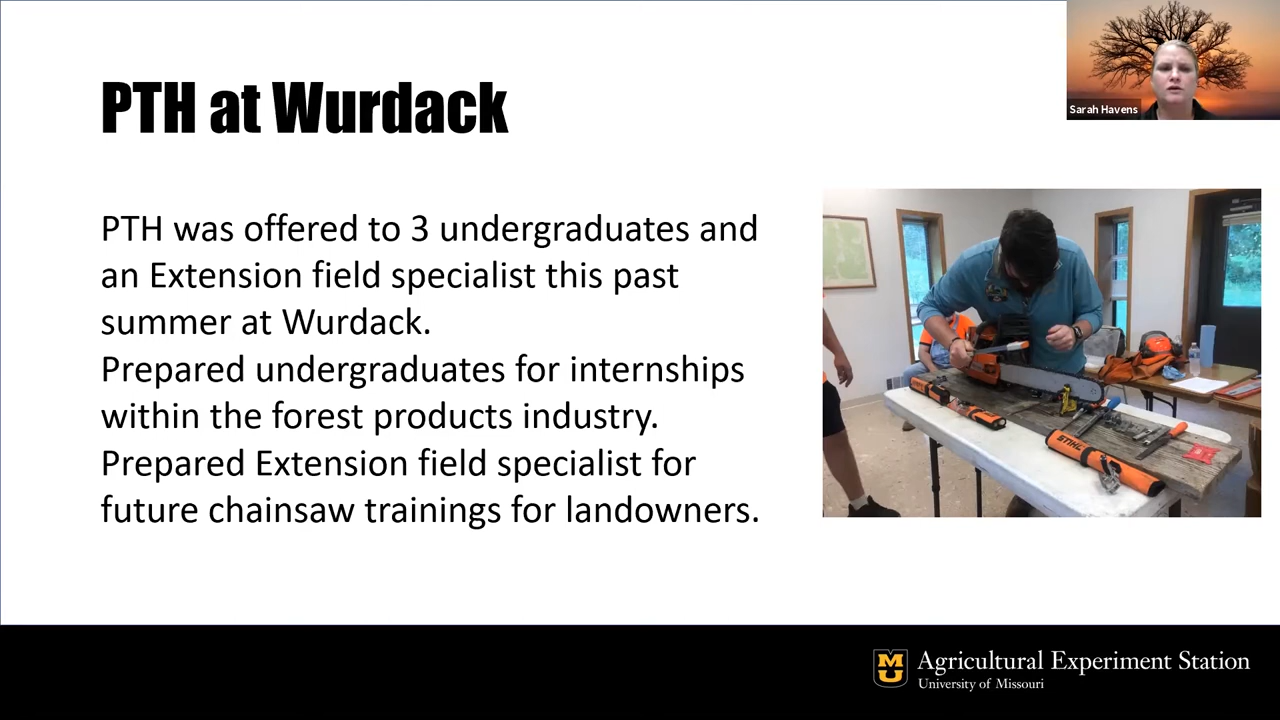 PTH at Wurdack
Sarah Havens
PTH was offered to 3 undergraduates and
an Extension field specialist this past
summer at Wurdack.
Prepared undergraduates for internships
within the forest products industry.
Prepared Extension field specialist for
future chainsaw trainings for landowners.
STIHL
MU
Agricultural Experiment Station
University of Missouri